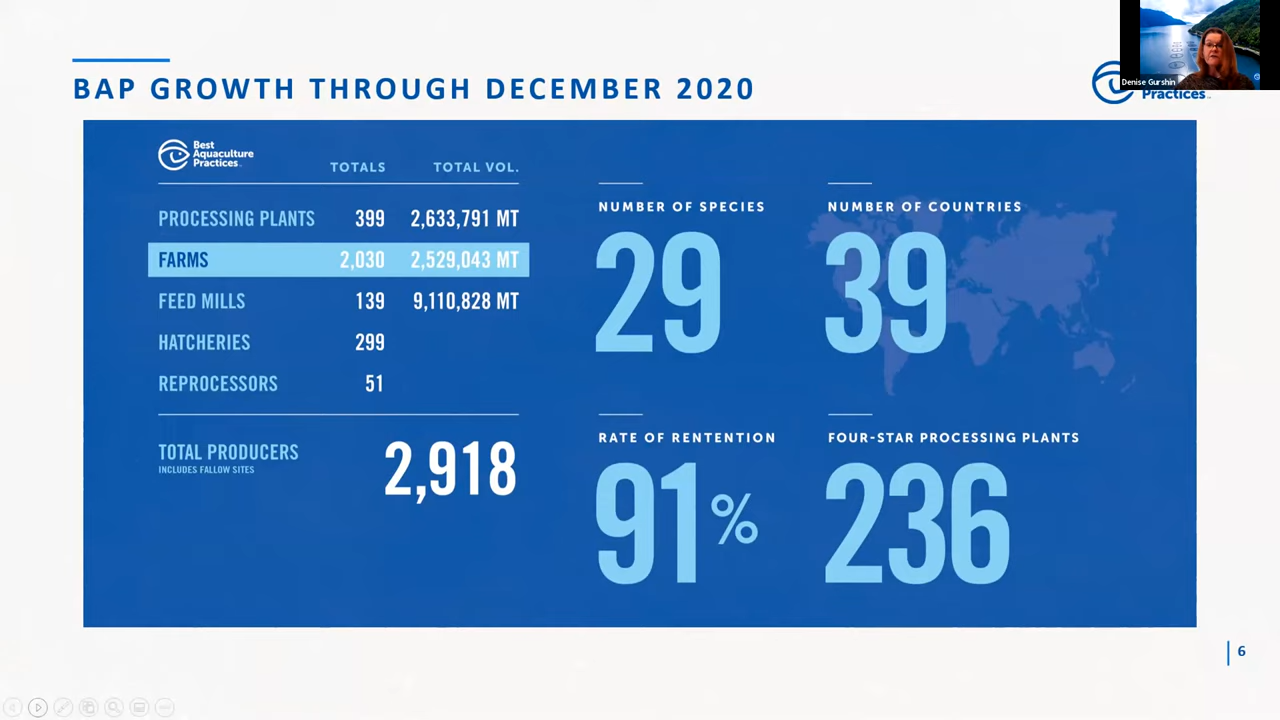 Denise Gurshin
BAP GROWTH THROUGH DECEMBER 2020
Practices
Best
Aquaculture
Practices
TOTALS TOTAL VOL.
PROCESSING PLANTS 399 2,633,791 MT
FARMS 2,030 2,529,043 MT
FEED MILLS 139 9,110,828 MT
HATCHERIES 299
REPROCESSORS 51
TOTAL PRODUCERS 2,918
INCLUDES FALLOW SITES
NUMBER OF SPECIES
29
NUMBER OF COUNTRIES
39
RATE OF RENTENTION
91%
FOUR-STAR PROCESSING PLANTS
236
6